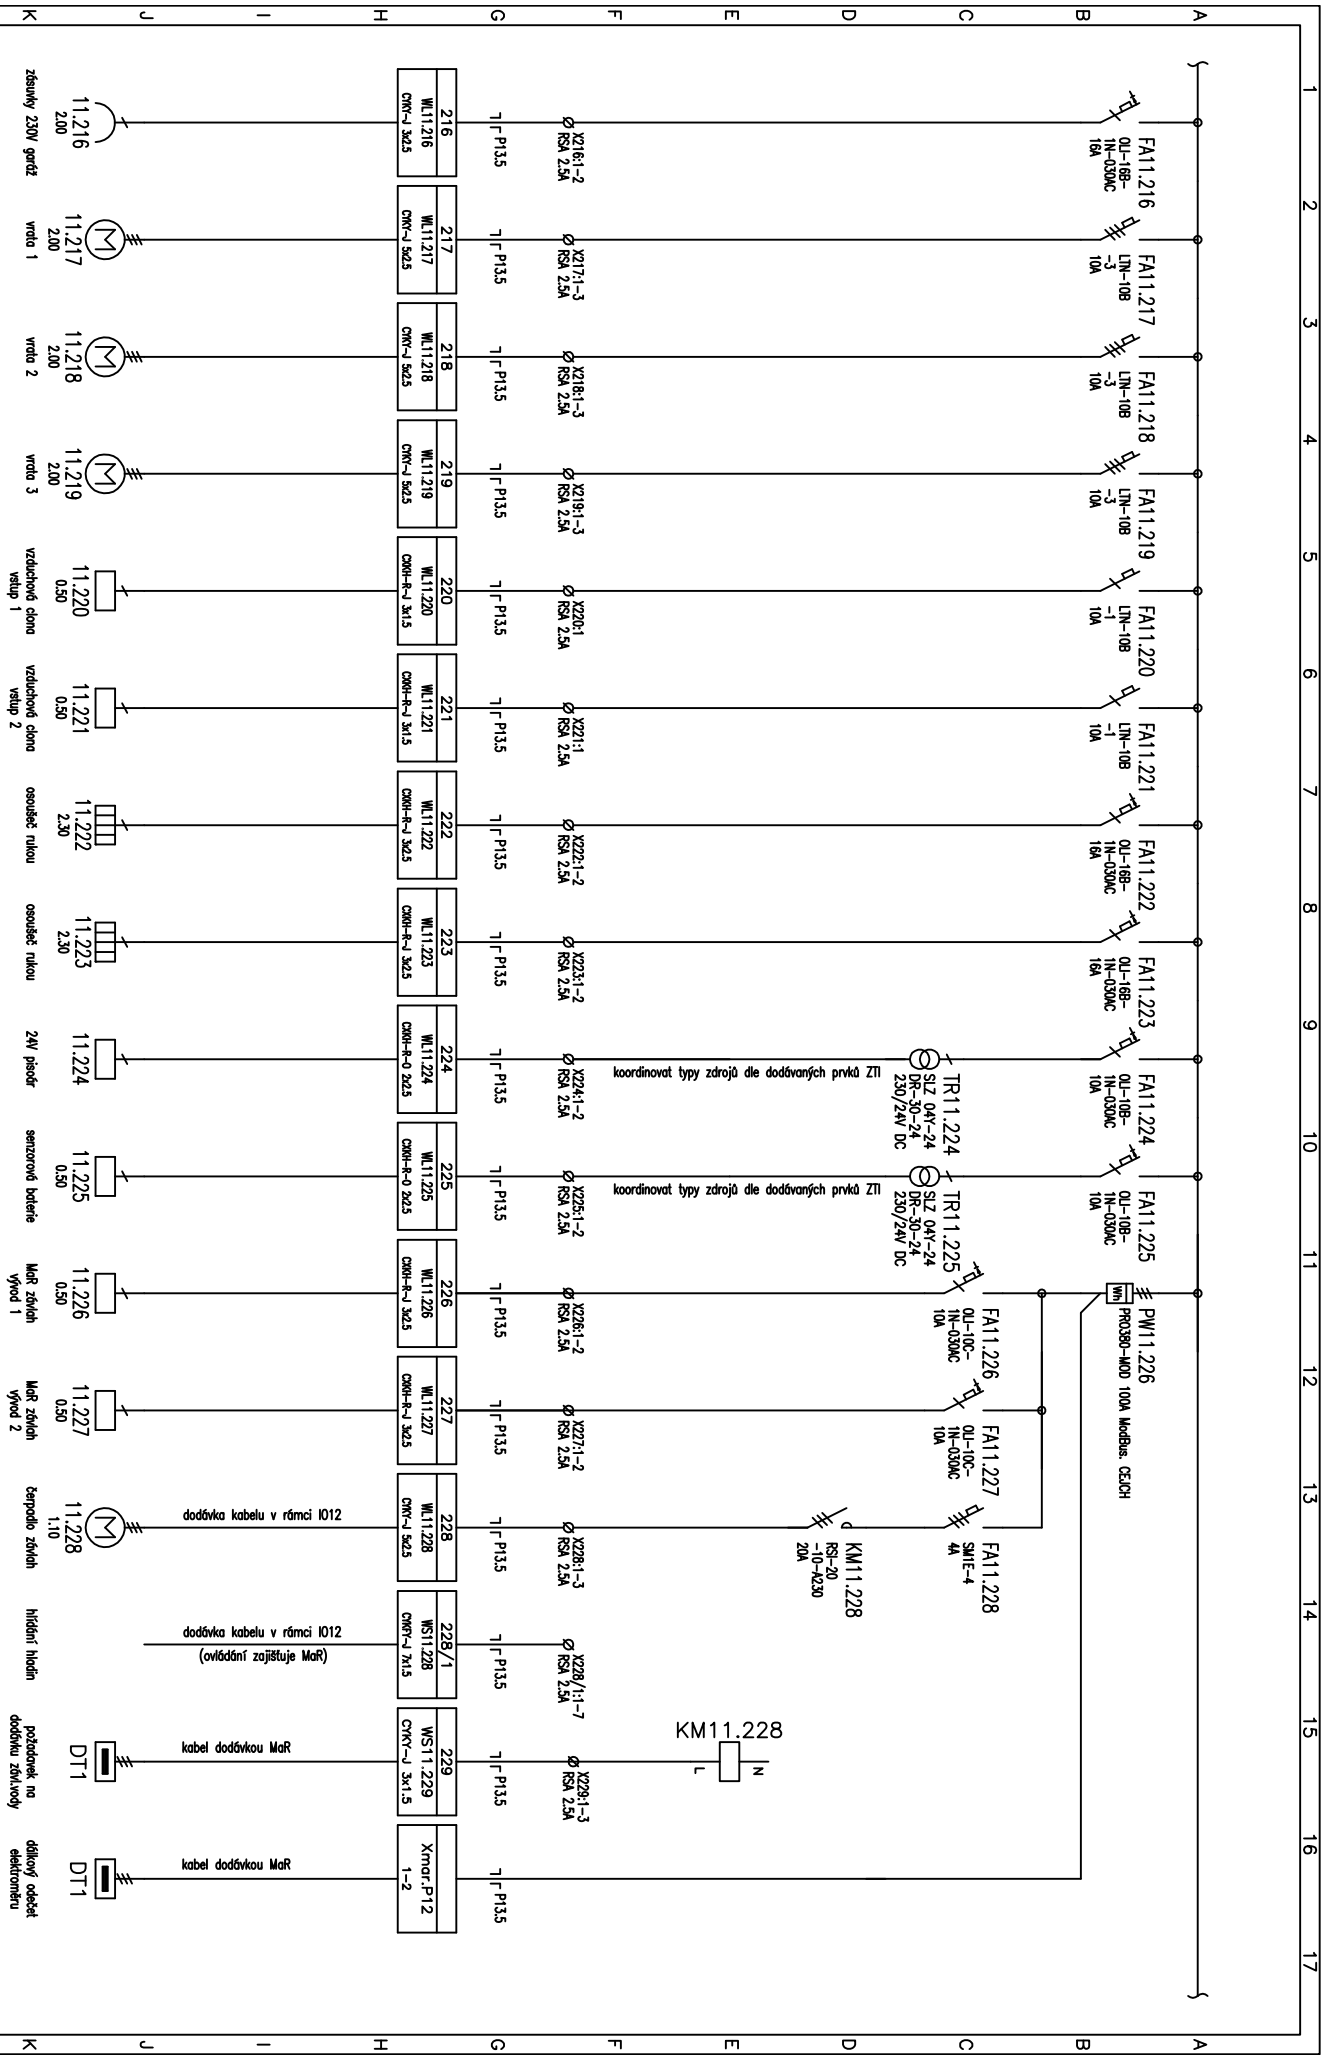 1
2
3
4
5
6
7
8
9
10
11
12
13
14
15
16
17
A
B
C
D
E
F
G
H
I
J
K
A
B
C
D
E
F
G
H
I
J
K
FA11.216
OLI-16B-
1N-030AC
16A
X216:1-2
RSA 2.5A
P13.5
216
WL11.216
CYKY-J 3x2.5
11.216
2.00
zásuvky 230V garáž
FA11.217
LTN-10B
-3
10A
X217:1-3
RSA 2.5A
P13.5
217
WL11.217
CYKY-J 5x2.5
M
11.217
2.00
vrata 1
FA11.218
LTN-10B
-3
10A
X218:1-3
RSA 2.5A
P13.5
218
WL11.218
CYKY-J 5x2.5
M
11.218
2.00
vrata 2
FA11.219
LTN-10B
-3
10A
X219:1-3
RSA 2.5A
P13.5
219
WL11.219
CYKY-J 5x2.5
M
11.219
2.00
vrata 3
FA11.220
LTN-10B
-1
10A
X220:1
RSA 2.5A
P13.5
220
WL11.220
CXKH-R-J 3x1.5
11.220
0.50
vzduchová clona
vstup 1
FA11.221
LTN-10B
-1
10A
X221:1
RSA 2.5A
P13.5
221
WL11.221
CXKH-R-J 3x1.5
11.221
0.50
vzduchová clona
vstup 2
FA11.222
OLI-16B-
1N-030AC
16A
X222:1-2
RSA 2.5A
P13.5
222
WL11.222
CXKH-R-J 3x2.5
11.222
2.30
osoušeč rukou
FA11.223
OLI-16B-
1N-030AC
16A
X223:1-2
RSA 2.5A
P13.5
223
WL11.223
CXKH-R-J 3x2.5
11.223
2.30
osoušeč rukou
FA11.224
OLI-10B-
1N-030AC
10A
TR11.224
SLZ 04Y-24
DR-30-24
230/24V DC
koordinovat typy zdrojů dle dodávaných prvků ZTI
X224:1-2
RSA 2.5A
P13.5
224
WL11.224
CXKH-R-O 2x2.5
11.224
24V pisoár
FA11.225
OLI-10B-
1N-030AC
10A
TR11.225
SLZ 04Y-24
DR-30-24
230/24V DC
koordinovat typy zdrojů dle dodávaných prvků ZTI
X225:1-2
RSA 2.5A
P13.5
225
WL11.225
CXKH-R-O 2x2.5
11.225
0.50
senzorová baterie
PW11.226
Wh
PRO380-MOD 100A ModBus. CEJCH
FA11.226
OLI-10C-
1N-030AC
10A
X226:1-2
RSA 2.5A
P13.5
226
WL11.226
CXKH-R-J 3x2.5
11.226
0.50
MaR závlah
vývod 1
FA11.227
OLI-10C-
1N-030AC
10A
X227:1-2
RSA 2.5A
P13.5
227
WL11.227
CXKH-R-J 3x2.5
11.227
0.50
MaR závlah
vývod 2
FA11.228
SM1E-4
4A
KM11.228
RSI-20
-10-A230
20A
X228:1-3
RSA 2.5A
P13.5
228
WL11.228
CYKY-J 5x2.5
dodávka kabelu v rámci IO12
M
11.228
1.10
čerpadlo závlah
X228/1:1-7
RSA 2.5A
P13.5
228/1
WS11.228
CYKFY-J 7x1.5
dodávka kabelu v rámci IO12
(ovládání zajišťuje MaR)
hlídání hladin
KM11.228
N
L
X229:1-3
RSA 2.5A
P13.5
229
WS11.229
CYKY-J 3x1.5
kabel dodávkou MaR
DT1
požadavek na
dodávku závl.vody
P13.5
Xmar.P12
1-2
kabel dodávkou MaR
DT1
dálkový odečet
elektroměru